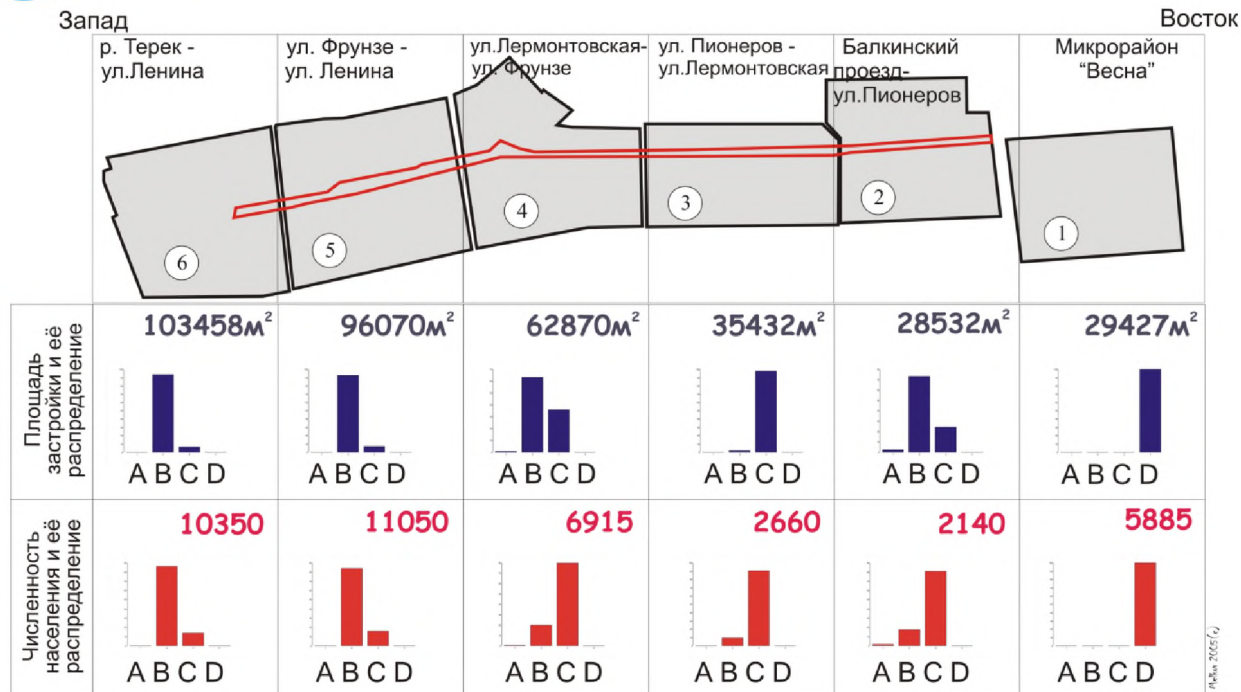 Запад
Восток
р. Терек -
ул.Ленина
ул. Фрунзе -
ул. Ленина
ул.Лермонтовская-
ул. Фрунзе
ул. Пионеров -
ул.Лермонтовская
Балкинский
проезд-
ул.Пионеров
Микрорайон
“Весна”
6
5
4
3
2
1
Площадь
застройки и её
распределение
103458м²
96070м²
62870м²
35432м²
28532м²
29427м²
A B C D
A B C D
A B C D
A B C D
A B C D
A B C D
Численность
населения и её
распределение
10350
11050
6915
2660
2140
5885
A B C D
A B C D
A B C D
A B C D
A B C D
A B C D